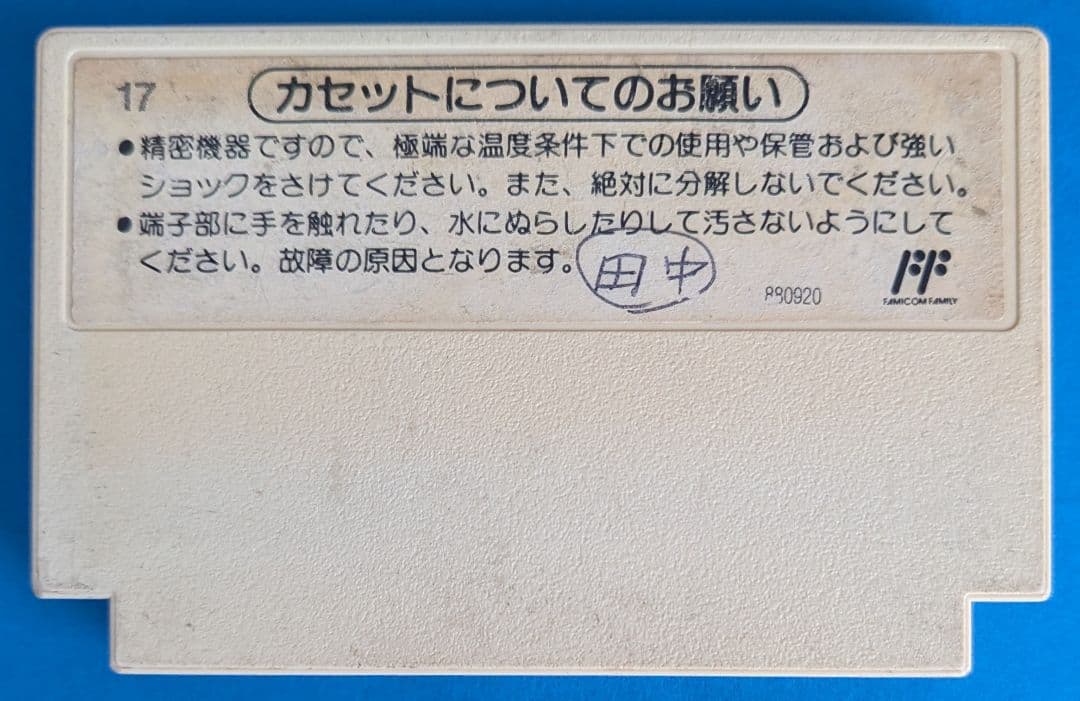 17
カセットについてのお願い
●精密機器ですので、極端な温度条件下での使用や保管および強い
ショックをさけてください。また、絶対に分解しないでください。
●端子部に手を触れたり、水にぬらしたりして汚さないようにして
ください。故障の原因となります。
田中
880920
FF
FAMICOM FAMILY